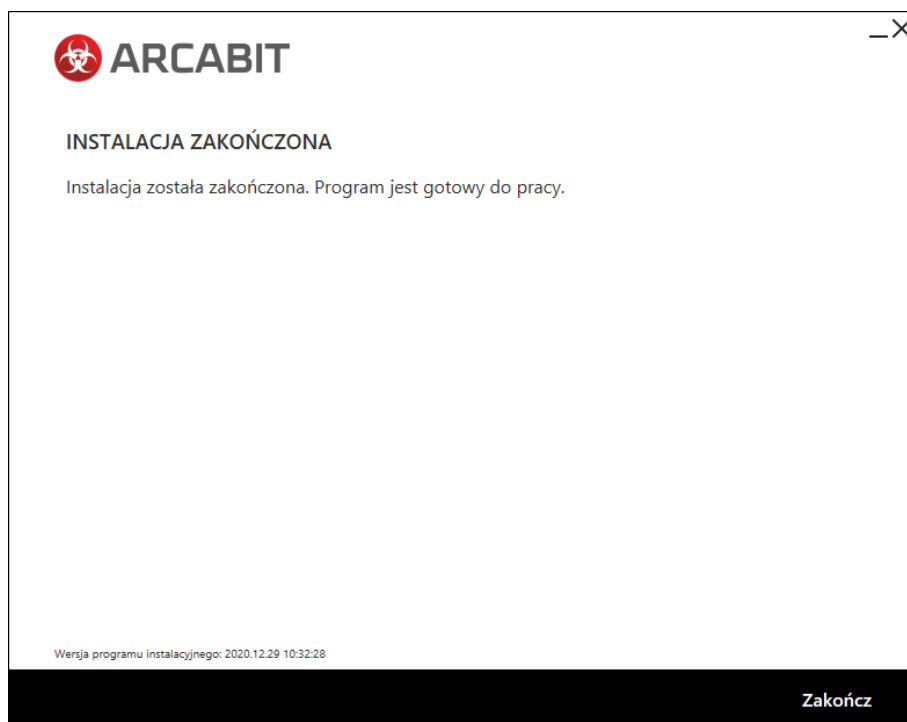 ARCABIT
INSTALACJA ZAKOŃCZONA
Instalacja została zakończona. Program jest gotowy do pracy.
Wersja programu instalacyjnego: 2020.12.29 10:32:28
Zakończ